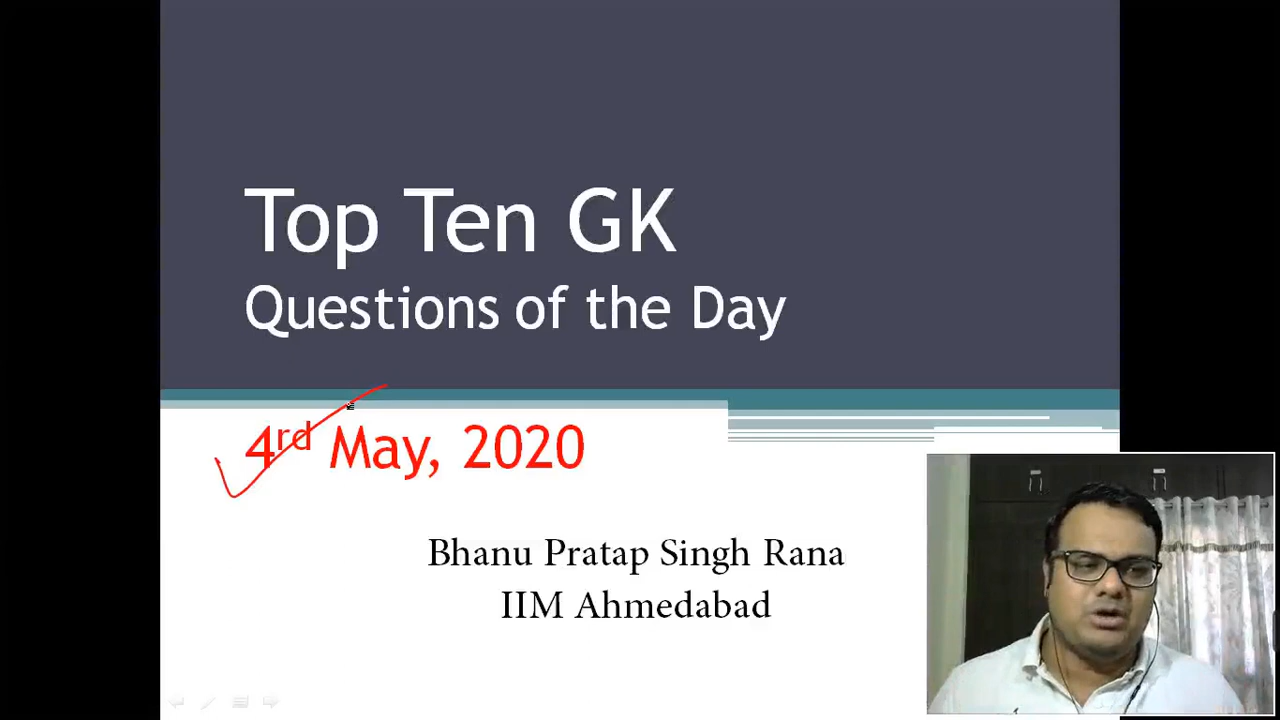 Top Ten GK
Questions of the Day
4rd May, 2020
Bhanu Pratap Singh Rana
IIM Ahmedabad